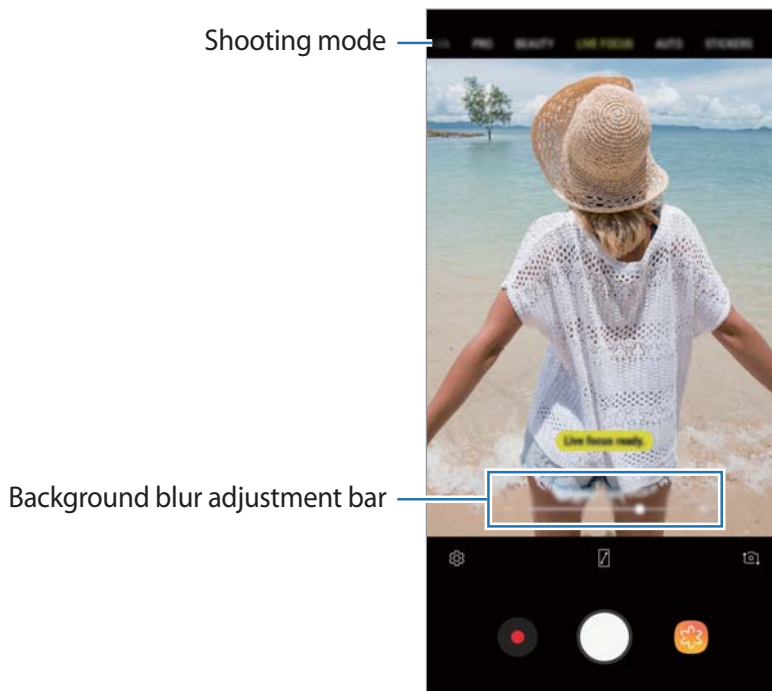 Shooting mode
PRO BEAUTY LIVE FOCUS AUTO STICKERS
Live focus ready.
Background blur adjustment bar